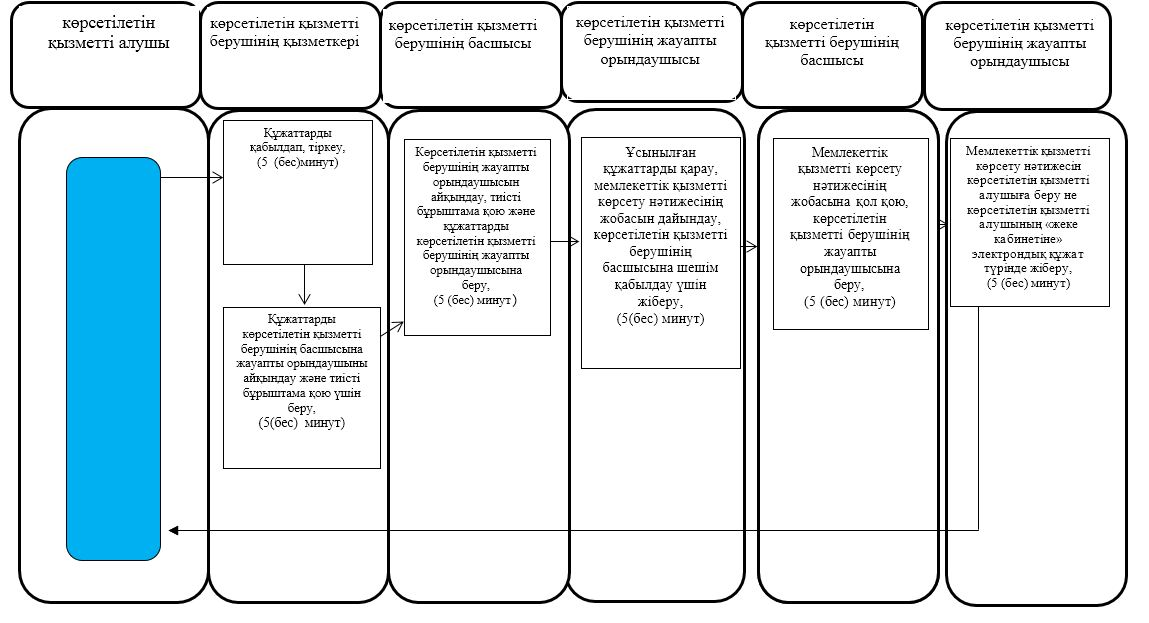 көрсетілетін
қызметті алушы
көрсетілетін қызметті
берушінің қызметкері
көрсетілетін қызметті
берушінің басшысы
көрсетілетін қызметті
берушінің жауапты
орындаушысы
көрсетілетін
қызметті берушінің
басшысы
көрсетілетін қызметті
берушінің жауапты
орындаушысы
Құжаттарды
қабылдап, тіркеу,
(5 (бес)минут)
Құжаттарды
көрсетілетін қызметті
берушінің басшысына
жауапты орындаушыны
айқындау және тиісті
бұрыштама қою үшін
беру,
(5(бес) минут)
Көрсетілетін қызметті
берушінің жауапты
орындаушысын
айқындау, тиісті
бұрыштама қою және
құжаттарды
көрсетілетін қызметті
берушінің жауапты
орындаушысына
беру,
(5 (бес) минут)
Ұсынылған
құжаттарды қарау,
мемлекеттік қызметті
көрсету нәтижесінің
жобасын дайындау,
көрсетілетін қызметті
берушінің
басшысына шешім
қабылдау үшін
жіберу,
(5(бес) минут)
Мемлекеттік
қызметті көрсету
нәтижесінің
жобасына қол қою,
көрсетілетін
қызметті берушінің
жауапты
орындаушысына
беру,
(5 (бес) минут)
Мемлекеттік қызметті
көрсету нәтижесін
көрсетілетін қызметті
алушыға беру не
көрсетілетін қызметті
алушының «жеке
кабинетіне»
электрондық құжат
түрінде жіберу,
(5 (бес) минут)